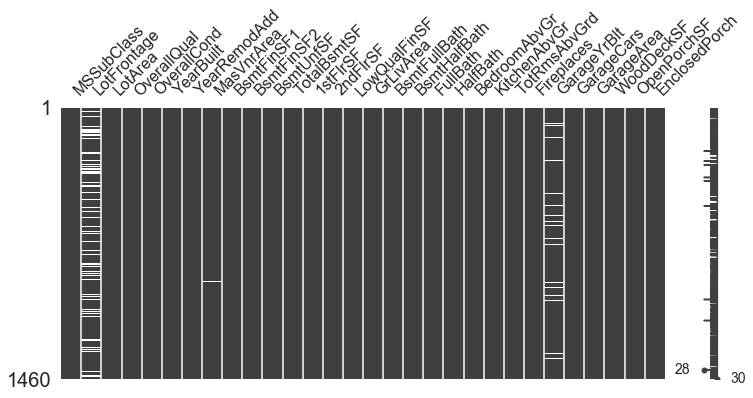 MSSubClass
LotFrontage
LotArea
OverallQual
OverallCond
YearBuilt
YearRemodAdd
MasVnrArea
BsmtFinSF1
BsmtFinSF2
BsmtUnfSF
TotalBsmtSF
1stFlrSF
2ndFlrSF
LowQualFinSF
GrLivArea
BsmtFullBath
BsmtHalfBath
FullBath
HalfBath
BedroomAbvGr
KitchenAbvGr
TotRmsAbvGrd
Fireplaces
GarageYrBlt
GarageCars
GarageArea
WoodDeckSF
OpenPorchSF
EnclosedPorch
1
1460
28
30